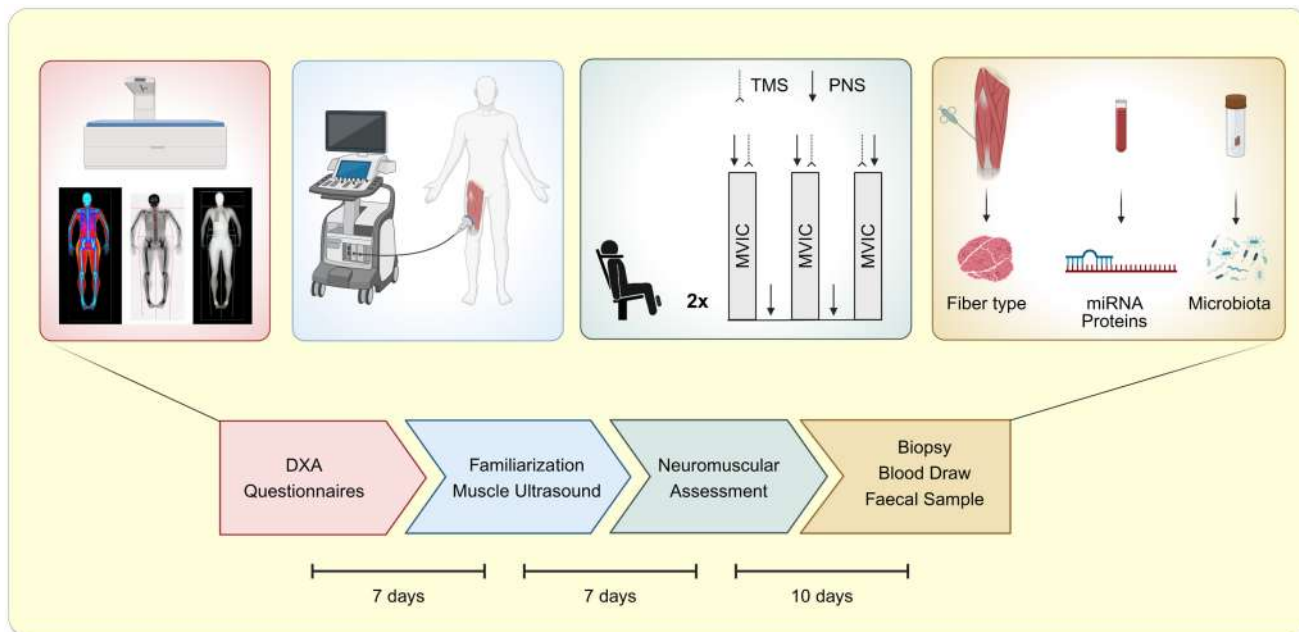 TMS
PNS
MVIC
MVIC
MVIC
2x
Fiber type
miRNA
Proteins
Microbiota
DXA
Questionnaires
Familiarization
Muscle Ultrasound
Neuromuscular
Assessment
Biopsy
Blood Draw
Faecal Sample
7 days
7 days
10 days